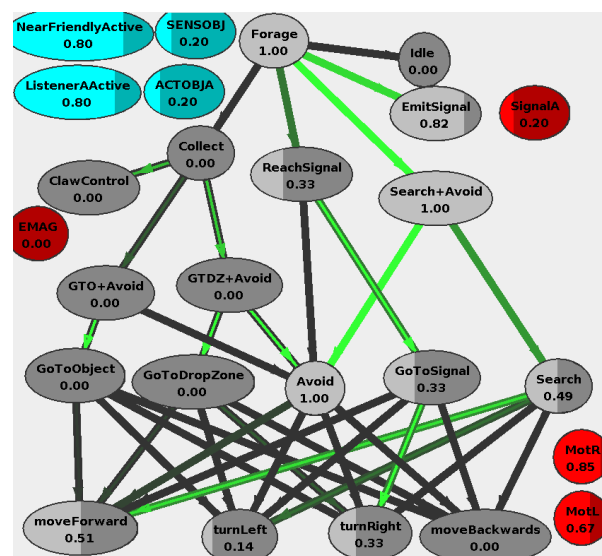 NearFriendlyActive
0.80
SENSOBJ
0.20
Forage
1.00
Idle
0.00
ListenerAActive
0.80
ACTOBJA
0.20
EmitSignal
0.82
SignalA
0.20
Collect
0.00
ClawControl
0.00
ReachSignal
0.33
Search+Avoid
1.00
EMAG
0.00
GTO+Avoid
0.00
GTDZ+Avoid
0.00
GoToObject
0.00
GoToDropZone
0.00
Avoid
1.00
GoToSignal
0.33
Search
0.49
MotR
0.85
moveForward
0.51
turnLeft
0.14
turnRight
0.33
moveBackwards
0.00
MotL
0.67